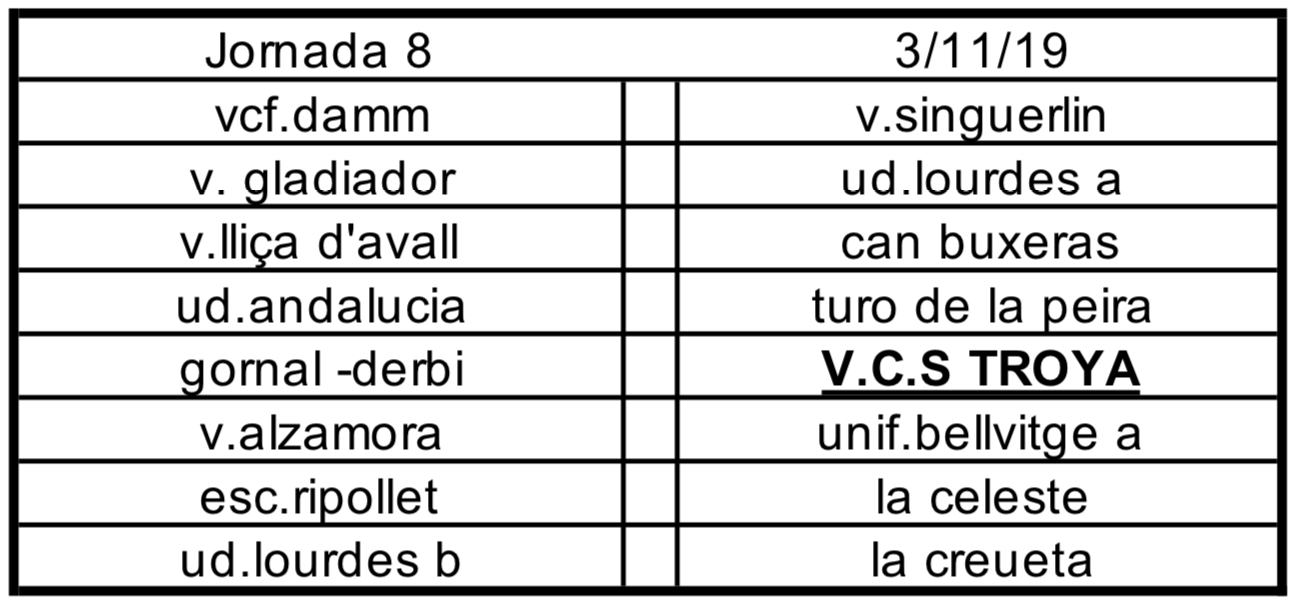 Jornada 8 3/11/19
vcf.damm v.singuerlin
v. gladiador ud.lourdes a
v.lliça d'avall can buxeras
ud.andalucia turo de la peira
gornal -derbi V.C.S TROYA
v.alzamora unif.bellvitge a
esc.ripollet la celeste
ud.lourdes b la creueta